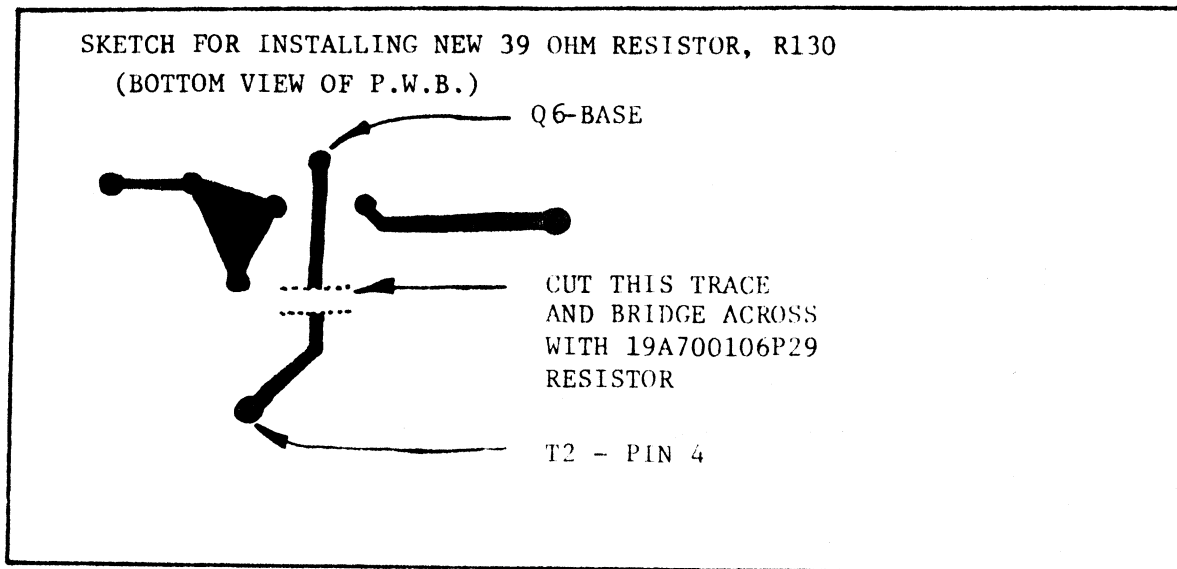 SKETCH FOR INSTALLING NEW 39 OHM RESISTOR, R130
(BOTTOM VIEW OF P.W.B.)
Q6-BASE
CUT THIS TRACE
AND BRIDGE ACROSS
WITH 19A700106P29
RESISTOR
T2 - PIN 4